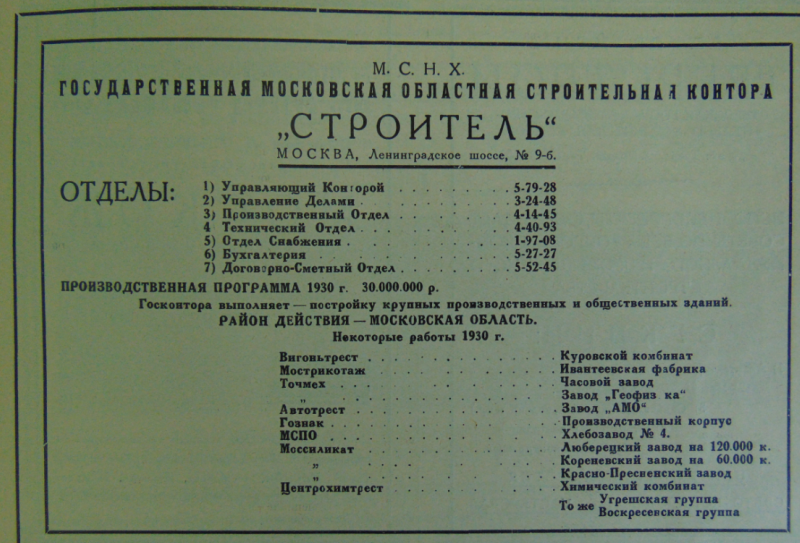 М. С. Н. Х.
ГОСУДАРСТВЕННАЯ МОСКОВСКАЯ ОБЛАСТНАЯ СТРОИТЕЛЬНАЯ КОНТОРА
„СТРОИТЕЛЬ“
МОСКВА, Ленинградское шоссе, № 9-б.
ОТДЕЛЫ:
1) Управляющий Конторой . . . . . . . . . 5-79-28
2) Управление Делами . . . . . . . . . . . 3-24-48
3) Производственный Отдел . . . . . . . . 4-14-45
4 Технический Отдел . . . . . . . . . . . 4-40-93
5) Отдел Снабжения . . . . . . . . . . . . 1-97-08
6) Бухгалтерия . . . . . . . . . . . . . . 5-27-27
7) Договорно-Сметный Отдел . . . . . . . . 5-52-45
ПРОИЗВОДСТВЕННАЯ ПРОГРАММА 1930 г. 30.000.000 р.
Госконтора выполняет — постройку крупных производственных и общественных зданий.
РАЙОН ДЕЙСТВИЯ — МОСКОВСКАЯ ОБЛАСТЬ.
Некоторые работы 1930 г.
Вигоньтрест . . . . . . . . . . . . Куровской комбинат
Мострикотаж . . . . . . . . . . . . Ивантеевская фабрика
Точмех . . . . . . . . . . . . Часовой завод
„ . . . . . . . . . . . . Завод „Геофиз ка“
Автотрест . . . . . . . . . . . . Завод „АМО“
Гознак . . . . . . . . . . . . Производственный корпус
МСПО . . . . . . . . . . . . Хлебозавод № 4.
Моссиликат . . . . . . . . . . . . Люберецкий завод на 120.000 к.
„ . . . . . . . . . . . . Кореневский завод на 60.000 к.
„ . . . . . . . . . . . . Красно-Пресненский завод
Центрохимтрест . . . . . . . . . . . . Химический комбинат
То же Угрешская группа
Воскресенская группа